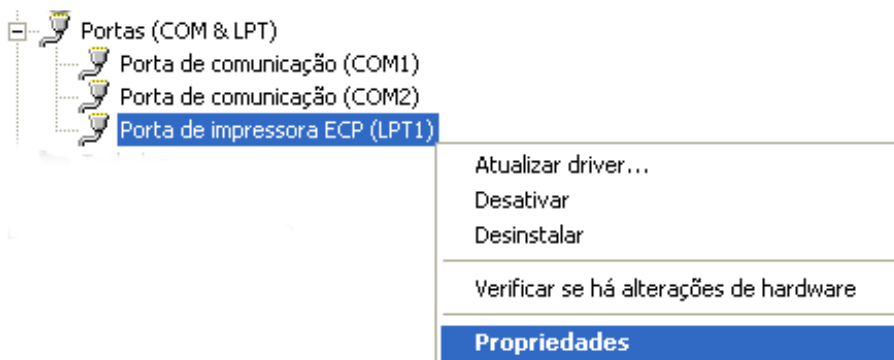 Portas (COM & LPT)
Porta de comunicação (COM1)
Porta de comunicação (COM2)
Porta de impressora ECP (LPT1)
Atualizar driver...
Desativar
Desinstalar
Verificar se há alterações de hardware
Propriedades